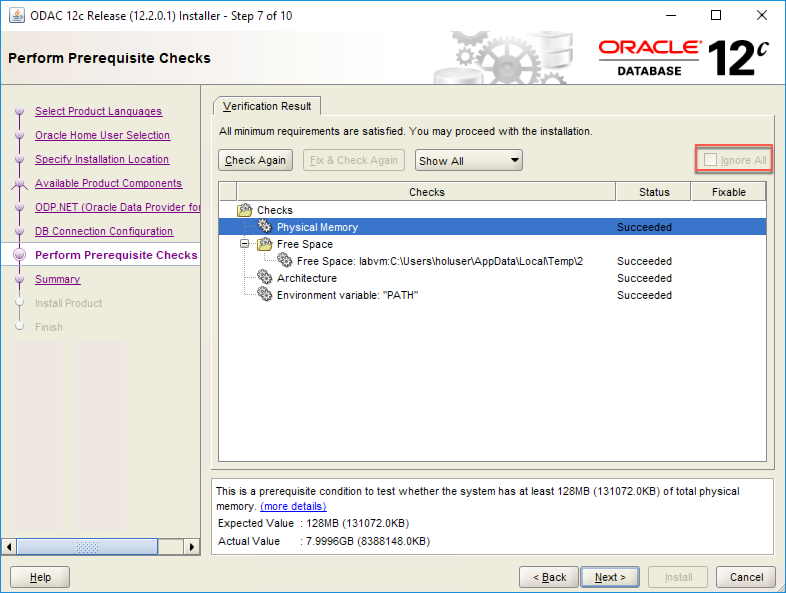 ODAC 12c Release (12.2.0.1) Installer - Step 7 of 10
Perform Prerequisite Checks
ORACLE
DATABASE
12c
Select Product Languages
Oracle Home User Selection
Specify Installation Location
Available Product Components
ODP.NET (Oracle Data Provider for
DB Connection Configuration
Perform Prerequisite Checks
Summary
Install Product
Finish
Verification Result
All minimum requirements are satisfied. You may proceed with the installation.
Check Again Fix & Check Again Show All Ignore All
Checks Status Fixable
Checks
Physical Memory Succeeded
Free Space
Free Space: labvm:C:\Users\holuser\AppData\Local\Temp\2 Succeeded
Architecture Succeeded
Environment variable: "PATH" Succeeded
This is a prerequisite condition to test whether the system has at least 128MB (131072.0KB) of total physical
memory. (more details)
Expected Value : 128MB (131072.0KB)
Actual Value : 7.9996GB (8388148.0KB)
Help < Back Next > Install Cancel